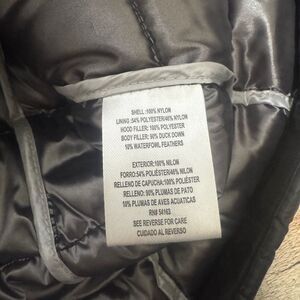 SHELL :100% NYLON
LINING :54% POLYESTER/46% NYLON
HOOD FILLER: 100% POLYESTER
BODY FILLER: 90% DUCK DOWN
10% WATERFOWL FEATHERS
EXTERIOR:100% NILON
FORRO:54% POLIÉSTER/46% NILON
RELLENO DE CAPUCHA:100% POLIÉSTER
RELLENO: 90% PLUMAS DE PATO
10% PLUMAS DE AVES ACUATICAS
RN# 54163
SEE REVERSE FOR CARE
CUIDADO AL REVERSO